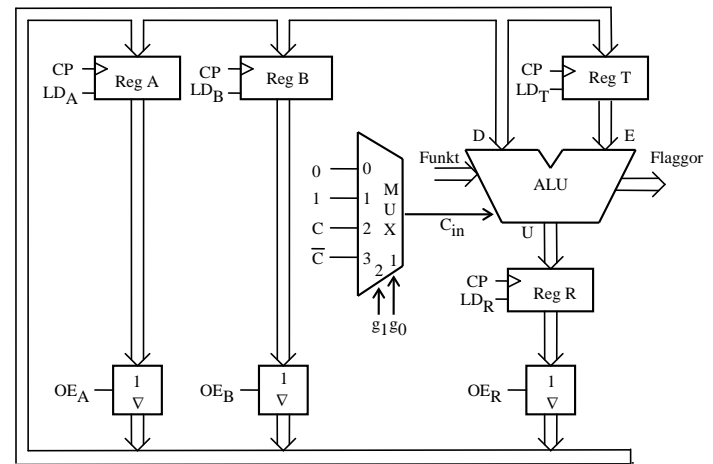 CP
Reg A
LDA
CP
Reg B
LDB
CP
Reg T
LDT
D
E
Funkt
ALU
Flaggor
0
0
1
1
C
2
C̅
3
M
U
X
2
1
g1g0
Cin
U
CP
Reg R
LDR
OEA
1
∇
OEB
1
∇
OER
1
∇